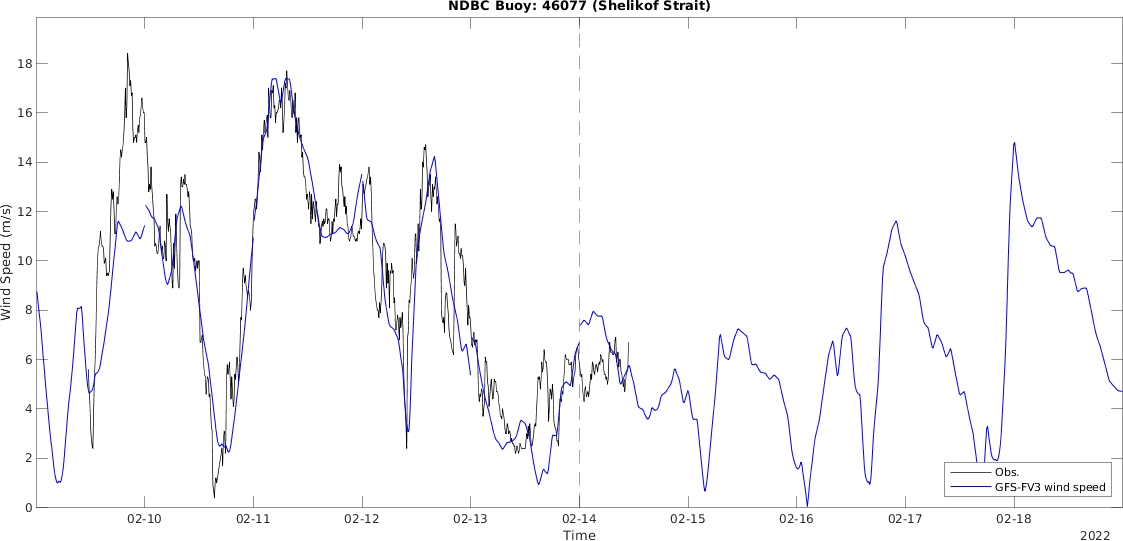 NDBC Buoy: 46077 (Shelikof Strait)
18
16
14
12
10
8
6
4
2
0
Wind Speed (m/s)
Obs.
GFS-FV3 wind speed
02-10 02-11 02-12 02-13 02-14 02-15 02-16 02-17 02-18
Time
2022